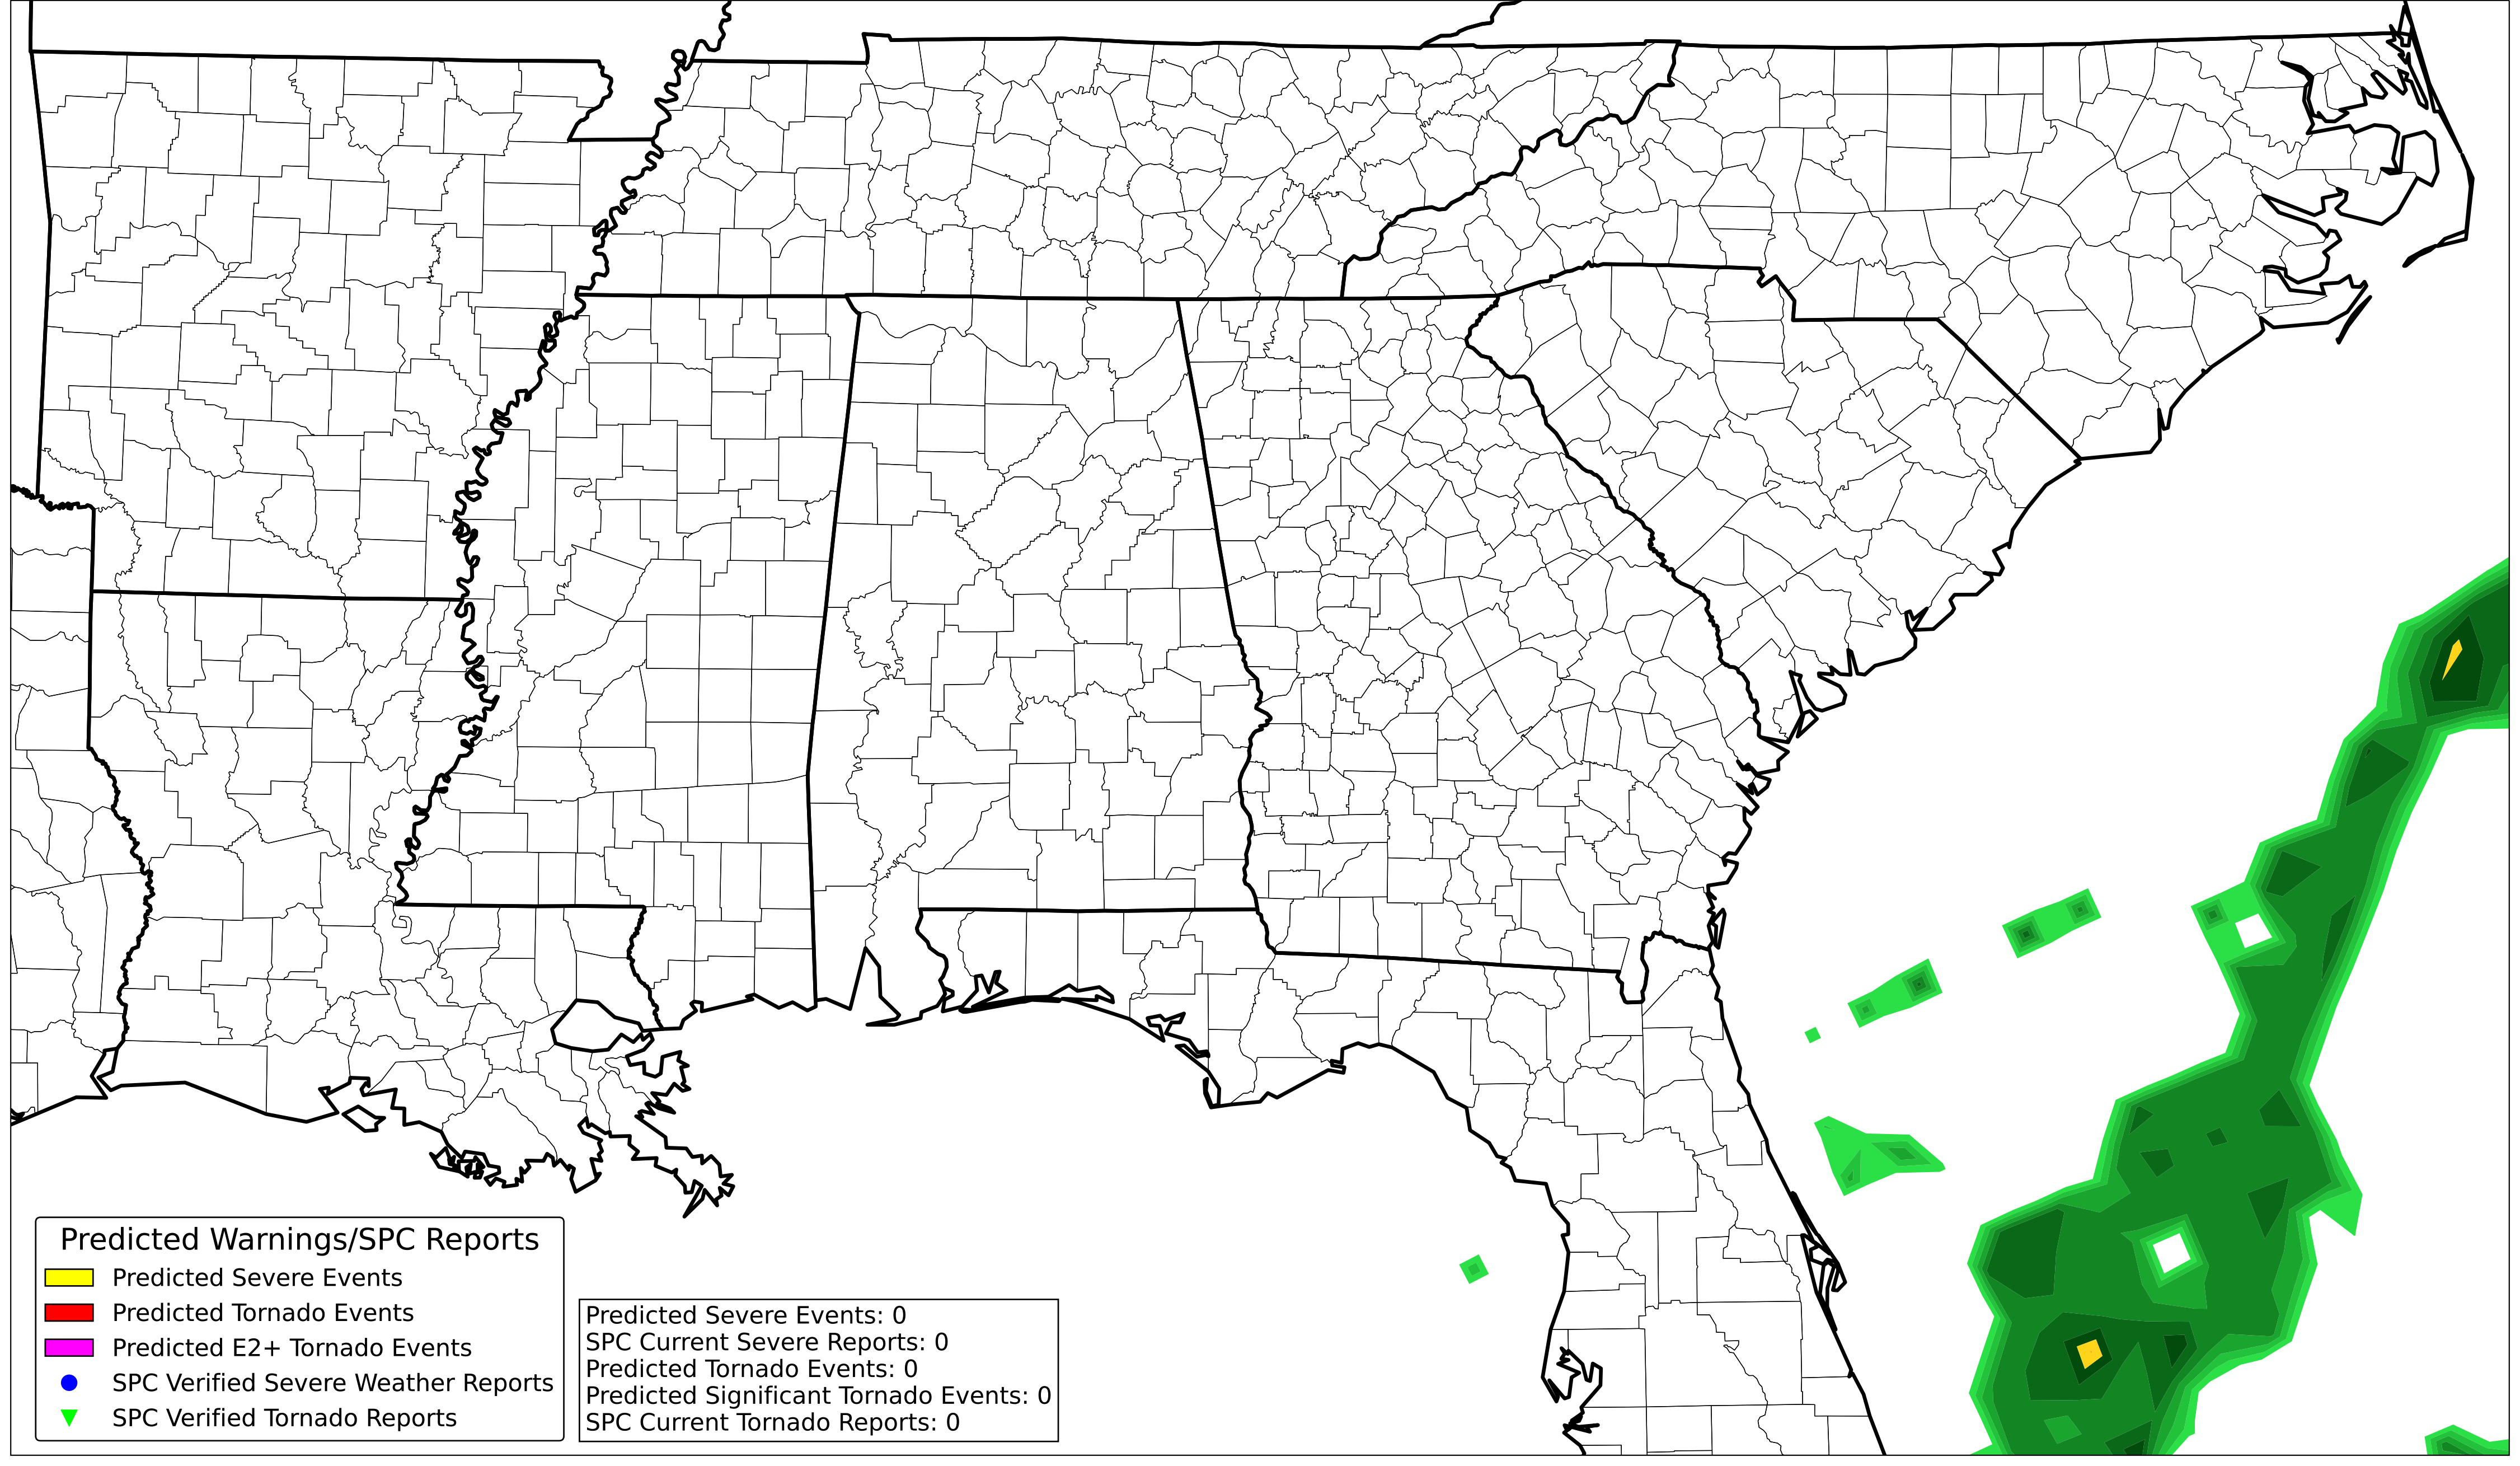 Predicted Warnings/SPC Reports
Predicted Severe Events
Predicted Tornado Events
Predicted E2+ Tornado Events
SPC Verified Severe Weather Reports
SPC Verified Tornado Reports
Predicted Severe Events: 0
SPC Current Severe Reports: 0
Predicted Tornado Events: 0
Predicted Significant Tornado Events: 0
SPC Current Tornado Reports: 0